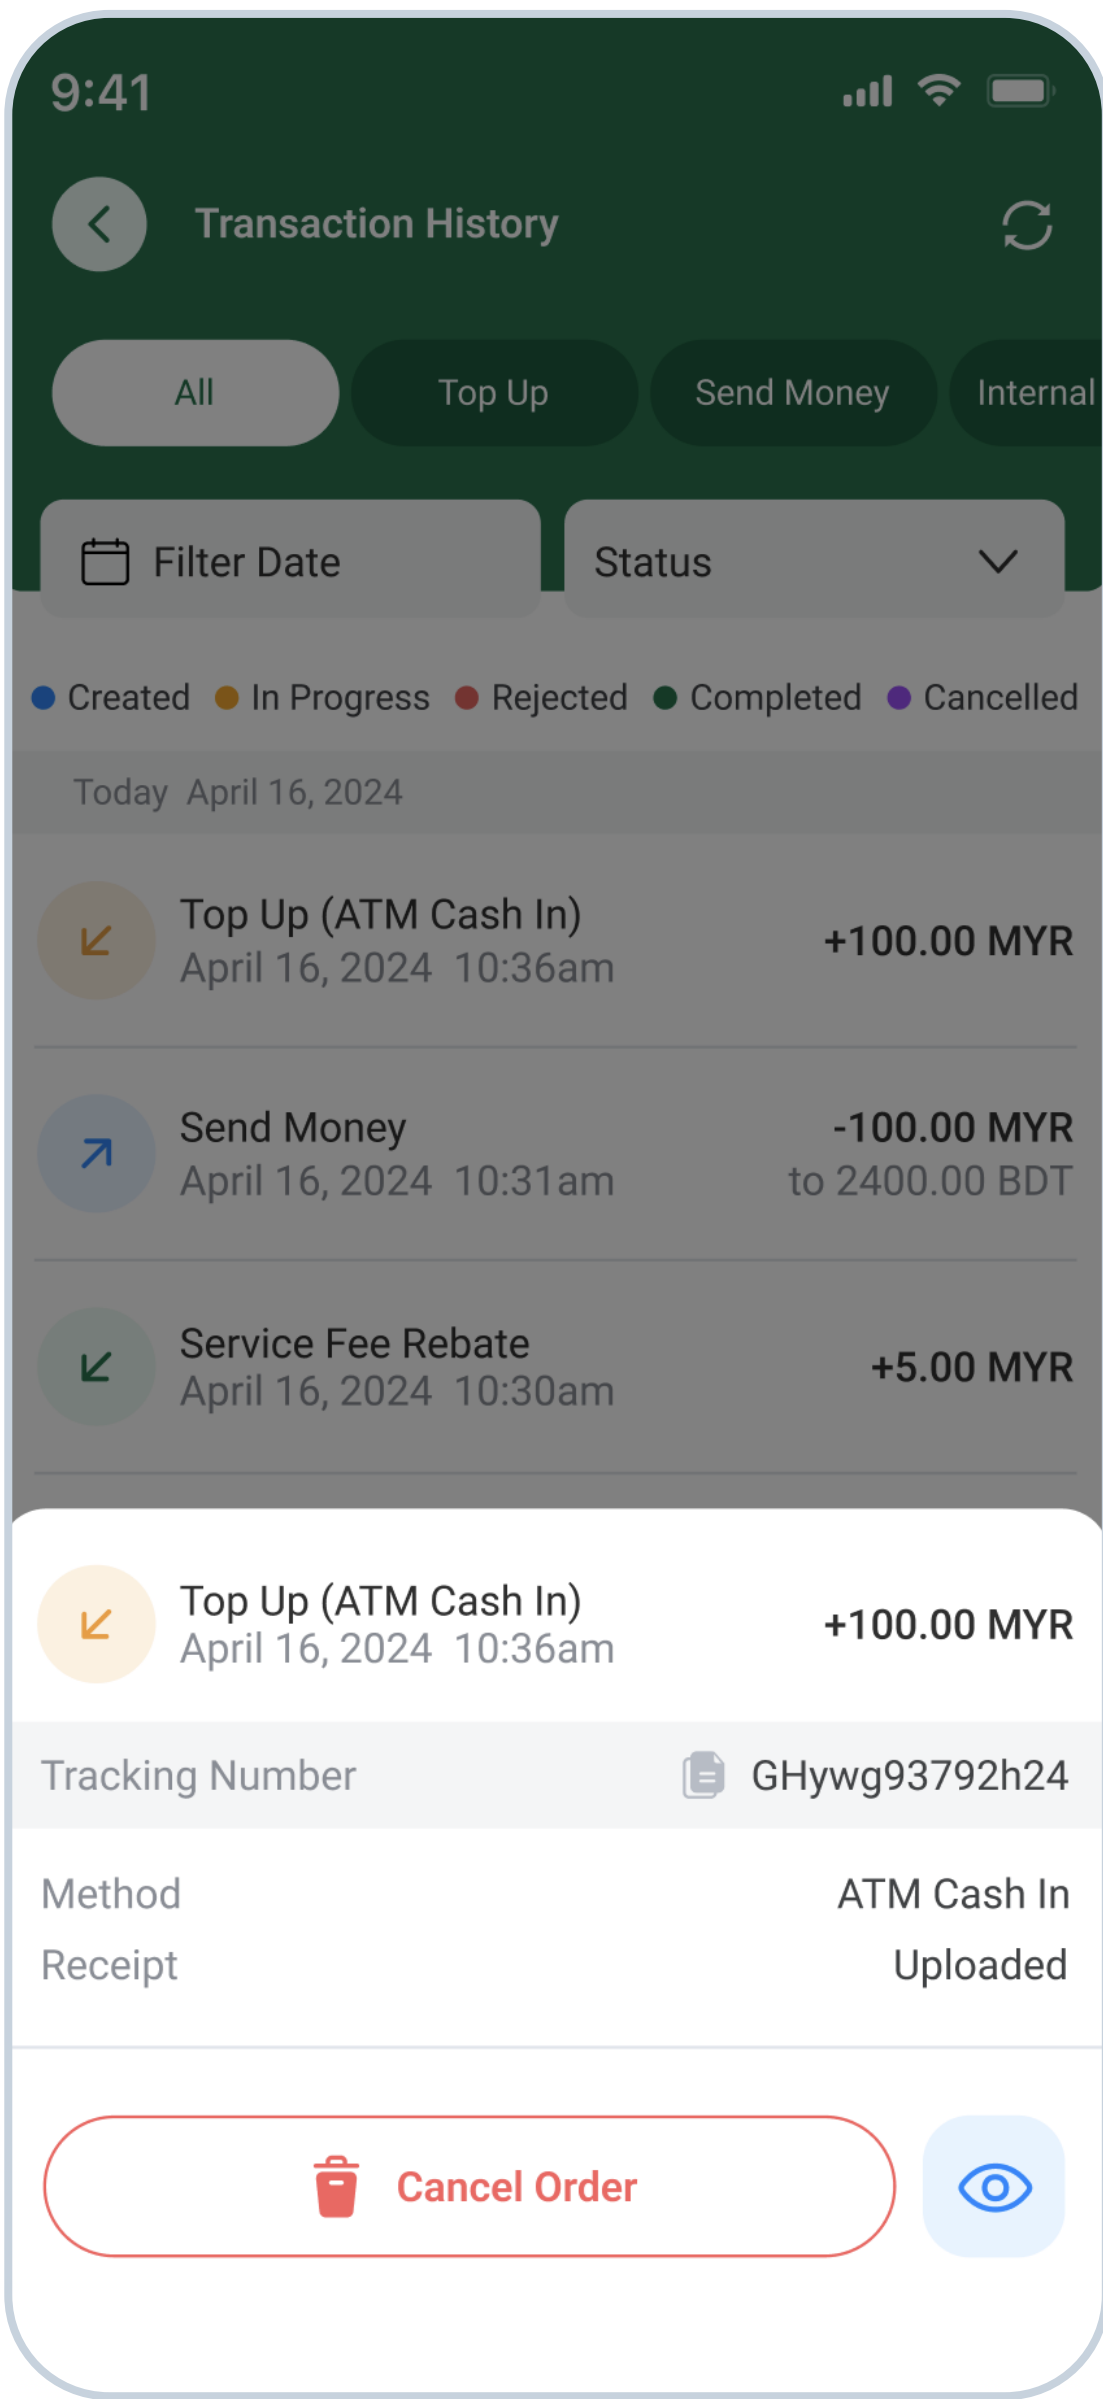 9:41
Transaction History
All Top Up Send Money Internal
Filter Date Status
Created In Progress Rejected Completed Cancelled
Today April 16, 2024
Top Up (ATM Cash In)
April 16, 2024 10:36am
+100.00 MYR
Send Money
April 16, 2024 10:31am
-100.00 MYR
to 2400.00 BDT
Service Fee Rebate
April 16, 2024 10:30am
+5.00 MYR
Top Up (ATM Cash In)
April 16, 2024 10:36am
+100.00 MYR
Tracking Number GHywg93792h24
Method ATM Cash In
Receipt Uploaded
Cancel Order